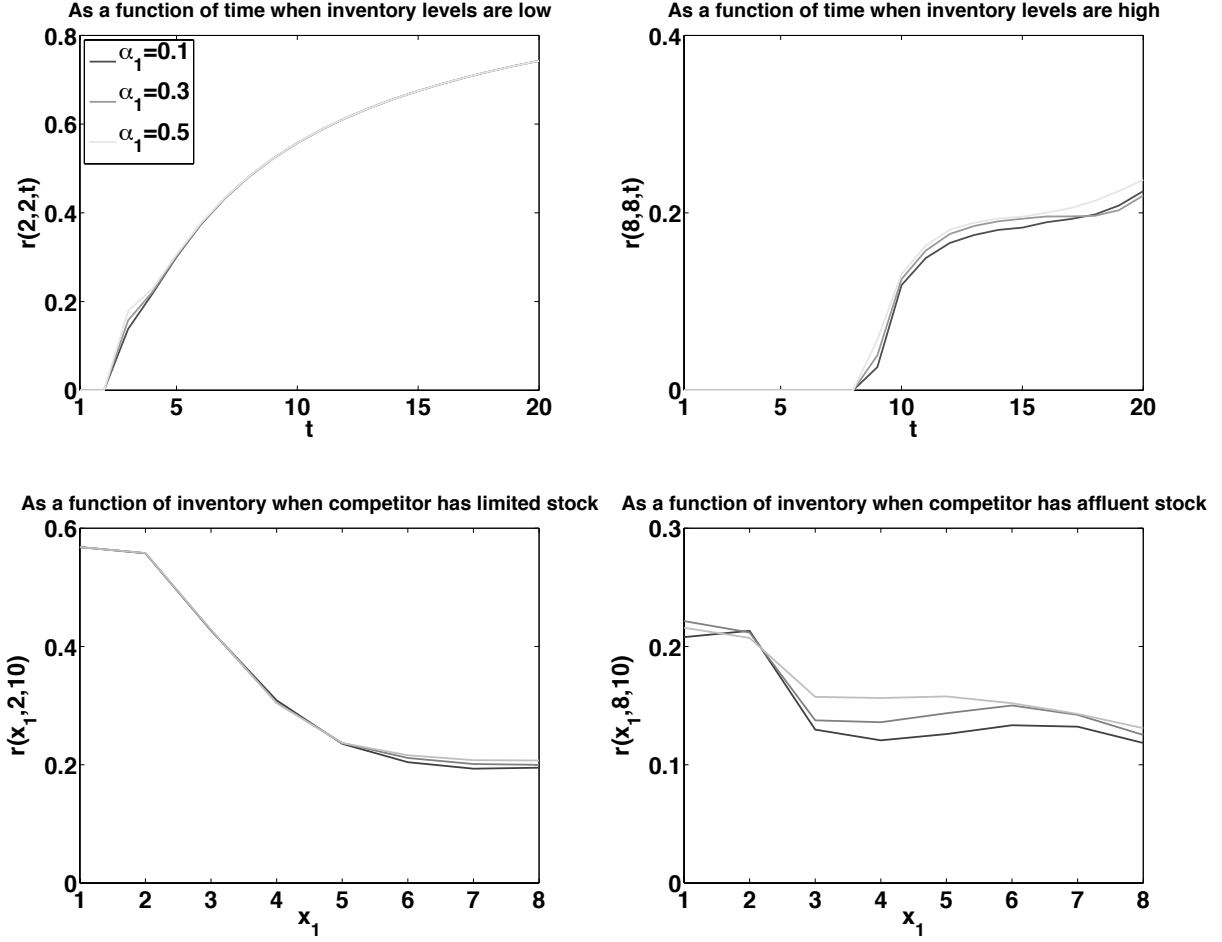 As a function of time when inventory levels are low
0.8
0.6
0.4
0.2
0
r(2,2,t)
α₁=0.1
α₁=0.3
α₁=0.5
1 5 10 15 20
t
As a function of time when inventory levels are high
0.4
0.2
0
r(8,8,t)
1 5 10 15 20
t
As a function of inventory when competitor has limited stock
0.6
0.4
0.2
0
r(x₁,2,10)
1 2 3 4 5 6 7 8
x₁
As a function of inventory when competitor has affluent stock
0.3
0.2
0.1
0
r(x₁,8,10)
1 2 3 4 5 6 7 8
x₁